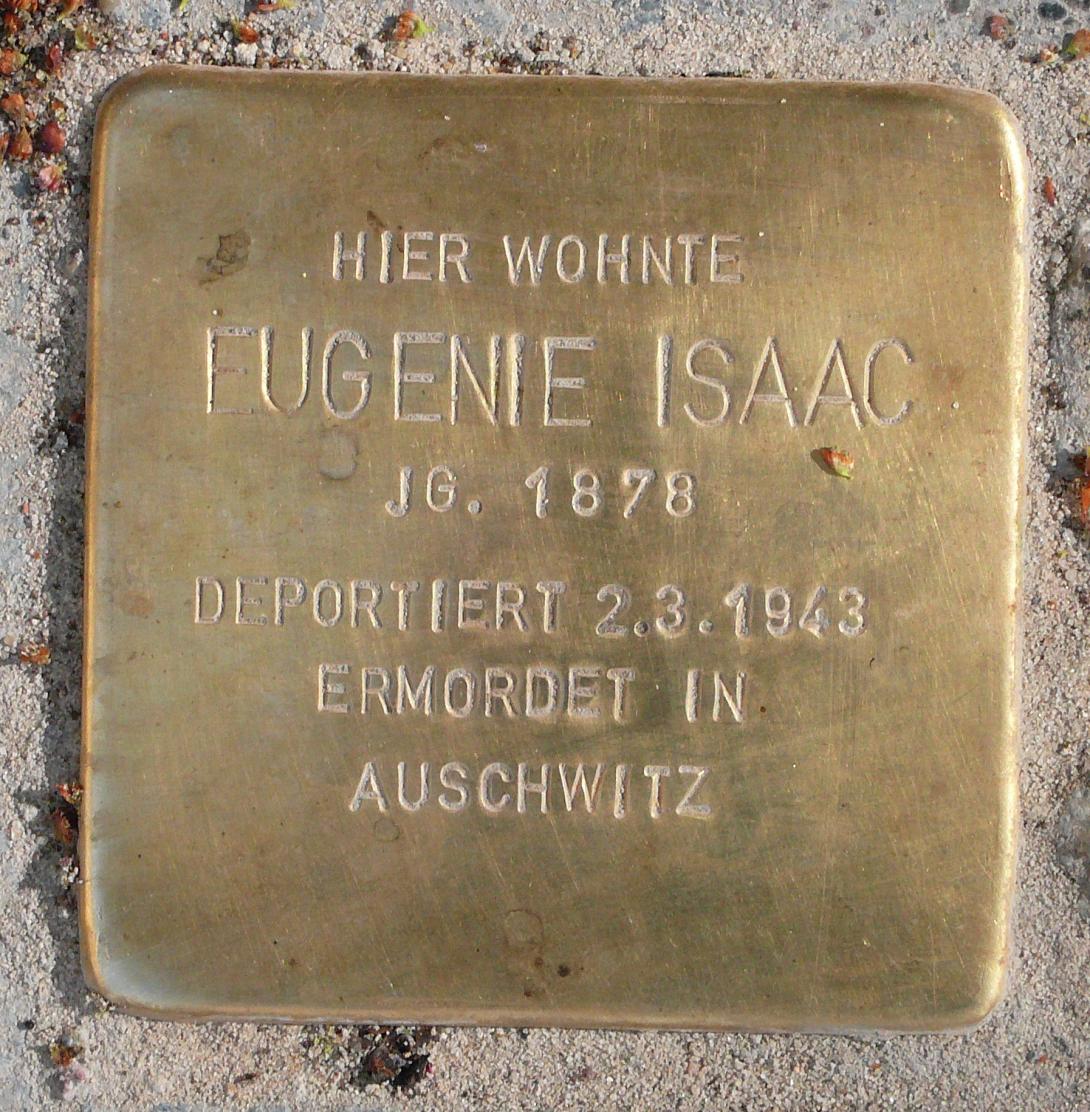 HIER WOHNTE
EUGENIE ISAAC
JG. 1878
DEPORTIERT 2.3.1943
ERMORDET IN
AUSCHWITZ